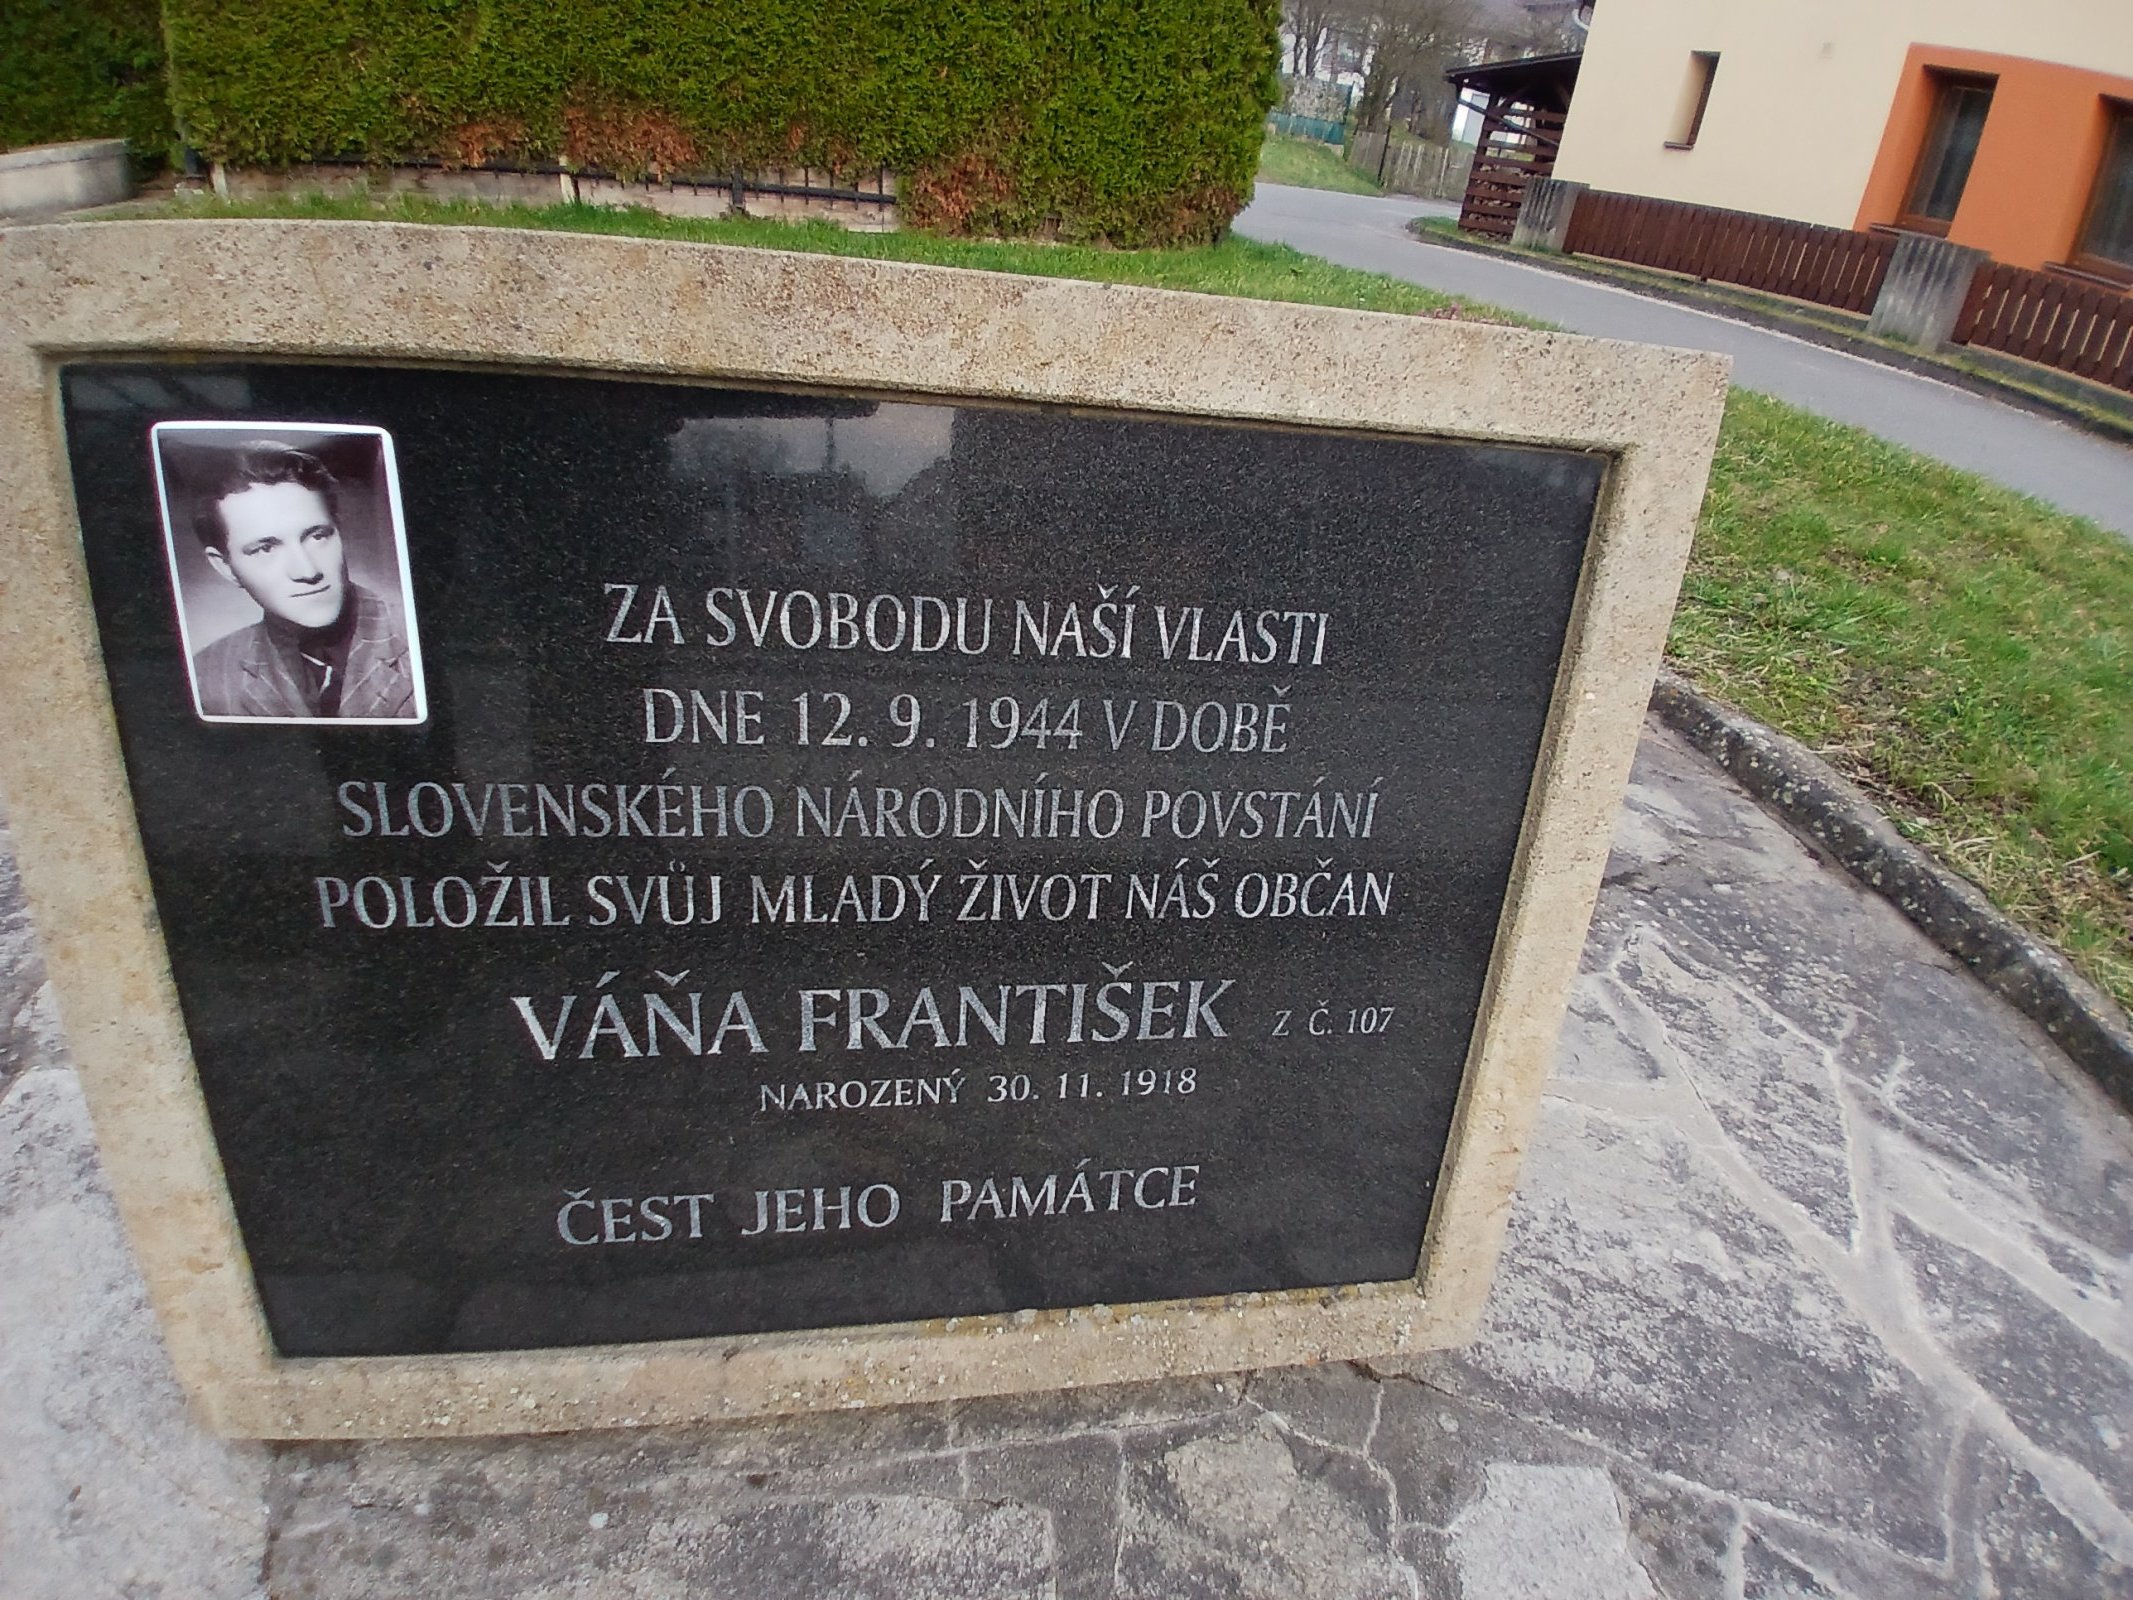 ZA SVOBODU NAŠÍ VLASTI
DNE 12. 9. 1944 V DOBĚ
SLOVENSKÉHO NÁRODNÍHO POVSTÁNÍ
POLOŽIL SVŮJ MLADÝ ŽIVOT NÁŠ OBČAN
VÁŇA FRANTIŠEK Z Č. 107
NAROZENÝ 30. 11. 1918
ČEST JEHO PAMÁTCE